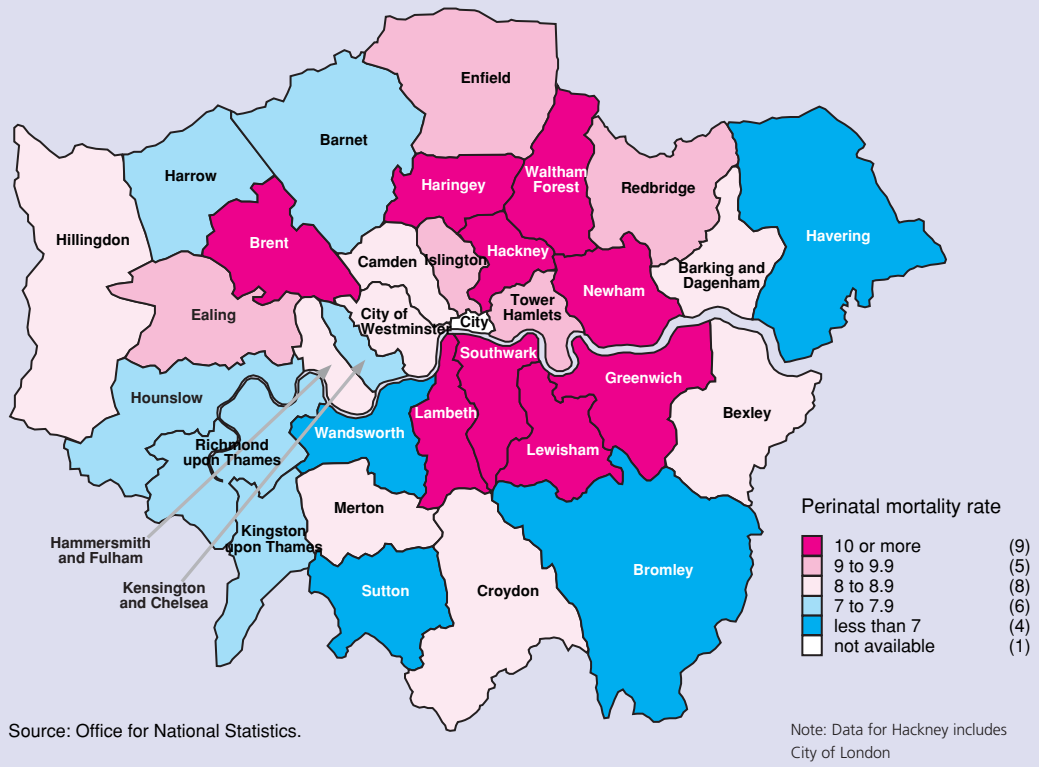 Enfield
Barnet
Harrow
Haringey
Waltham
Forest
Redbridge
Hillingdon
Brent
Hackney
Havering
Camden
Islington
Barking and
Dagenham
Newham
Ealing
City of
Westminster
City
Tower
Hamlets
Southwark
Greenwich
Hounslow
Lambeth
Bexley
Wandsworth
Richmond
upon Thames
Lewisham
Merton
Kingston
upon Thames
Hammersmith
and Fulham
Kensington
and Chelsea
Sutton
Croydon
Bromley
Perinatal mortality rate
10 or more (9)
9 to 9.9 (5)
8 to 8.9 (8)
7 to 7.9 (6)
less than 7 (4)
not available (1)
Source: Office for National Statistics.
Note: Data for Hackney includes
City of London